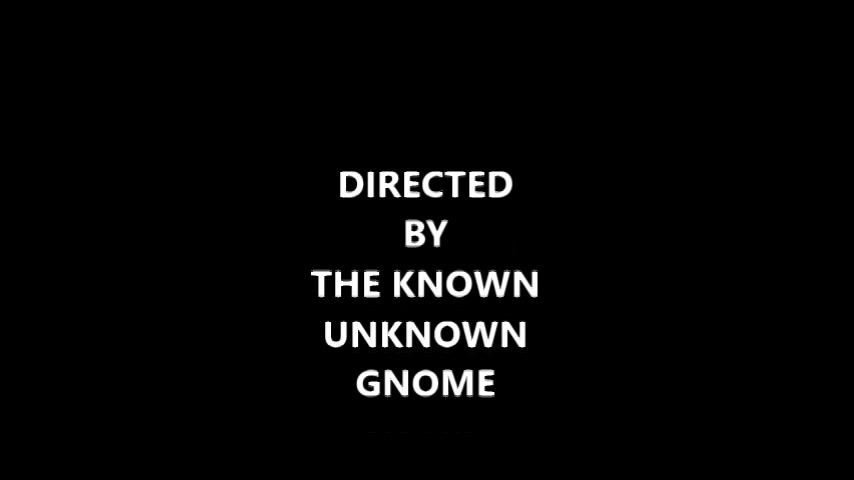 DIRECTED
BY
THE KNOWN
UNKNOWN
GNOME